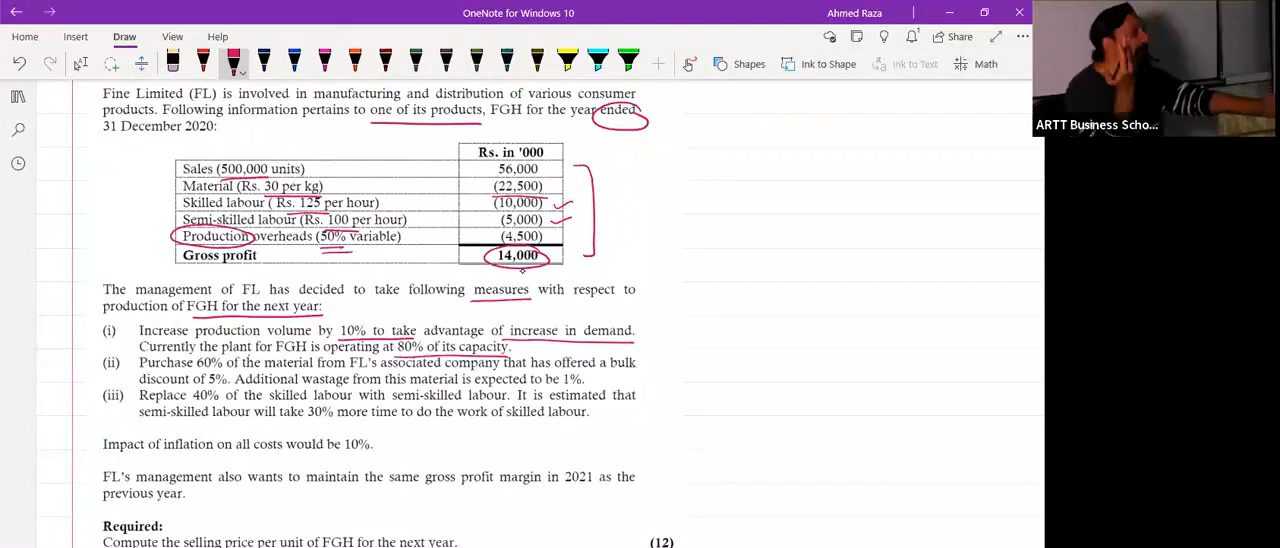 OneNote for Windows 10
Ahmed Raza
Home
Insert
Draw
View
Help
Share
Shapes
Ink to Shape
Ink to Text
Math
ARTT Business Scho...
Fine Limited (FL) is involved in manufacturing and distribution of various consumer
products. Following information pertains to one of its products, FGH for the year ended
31 December 2020:
Rs. in '000
Sales (500,000 units) 56,000
Material (Rs. 30 per kg) (22,500)
Skilled labour ( Rs. 125 per hour) (10,000)
Semi-skilled labour (Rs. 100 per hour) (5,000)
Production overheads (50% variable) (4,500)
Gross profit 14,000
The management of FL has decided to take following measures with respect to
production of FGH for the next year:
(i) Increase production volume by 10% to take advantage of increase in demand.
Currently the plant for FGH is operating at 80% of its capacity.
(ii) Purchase 60% of the material from FL's associated company that has offered a bulk
discount of 5%. Additional wastage from this material is expected to be 1%.
(iii) Replace 40% of the skilled labour with semi-skilled labour. It is estimated that
semi-skilled labour will take 30% more time to do the work of skilled labour.
Impact of inflation on all costs would be 10%.
FL's management also wants to maintain the same gross profit margin in 2021 as the
previous year.
Required:
Compute the selling price per unit of FGH for the next year. (12)